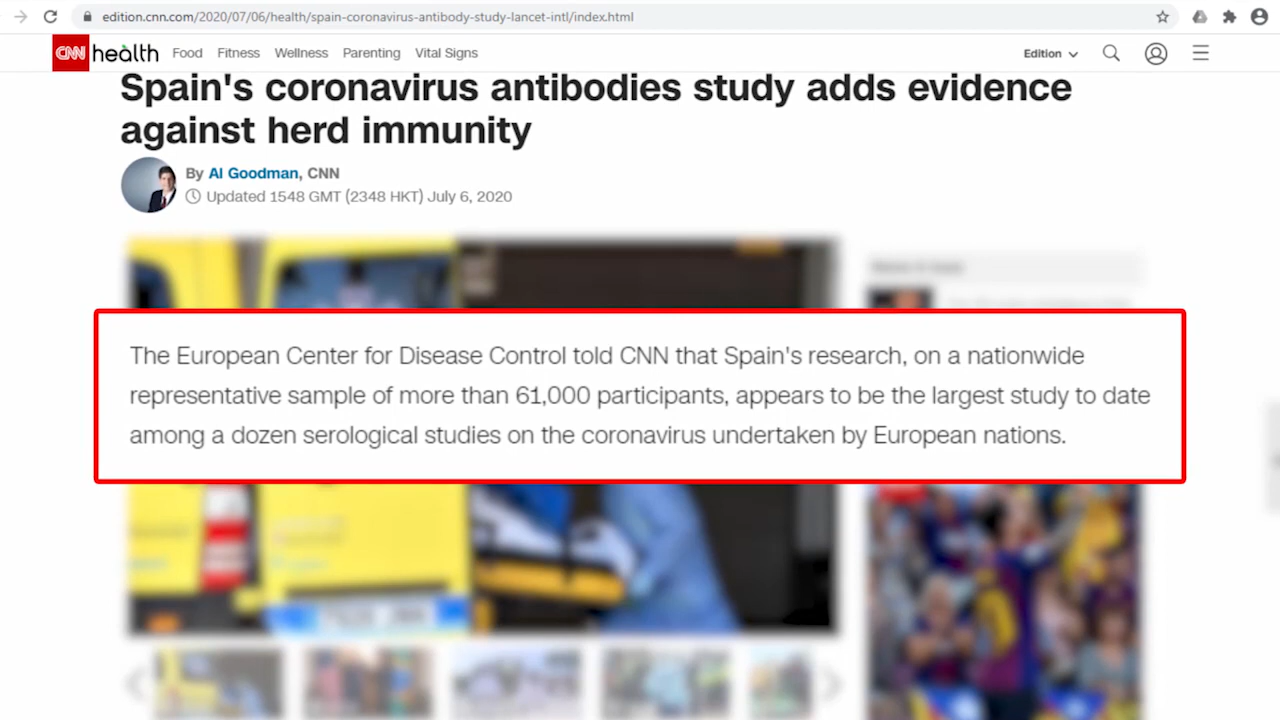 edition.cnn.com/2020/07/06/health/spain-coronavirus-antibody-study-lancet-intl/index.html
CNN health Food Fitness Wellness Parenting Vital Signs Edition
Spain's coronavirus antibodies study adds evidence
against herd immunity
By Al Goodman, CNN
Updated 1548 GMT (2348 HKT) July 6, 2020
The European Center for Disease Control told CNN that Spain's research, on a nationwide
representative sample of more than 61,000 participants, appears to be the largest study to date
among a dozen serological studies on the coronavirus undertaken by European nations.